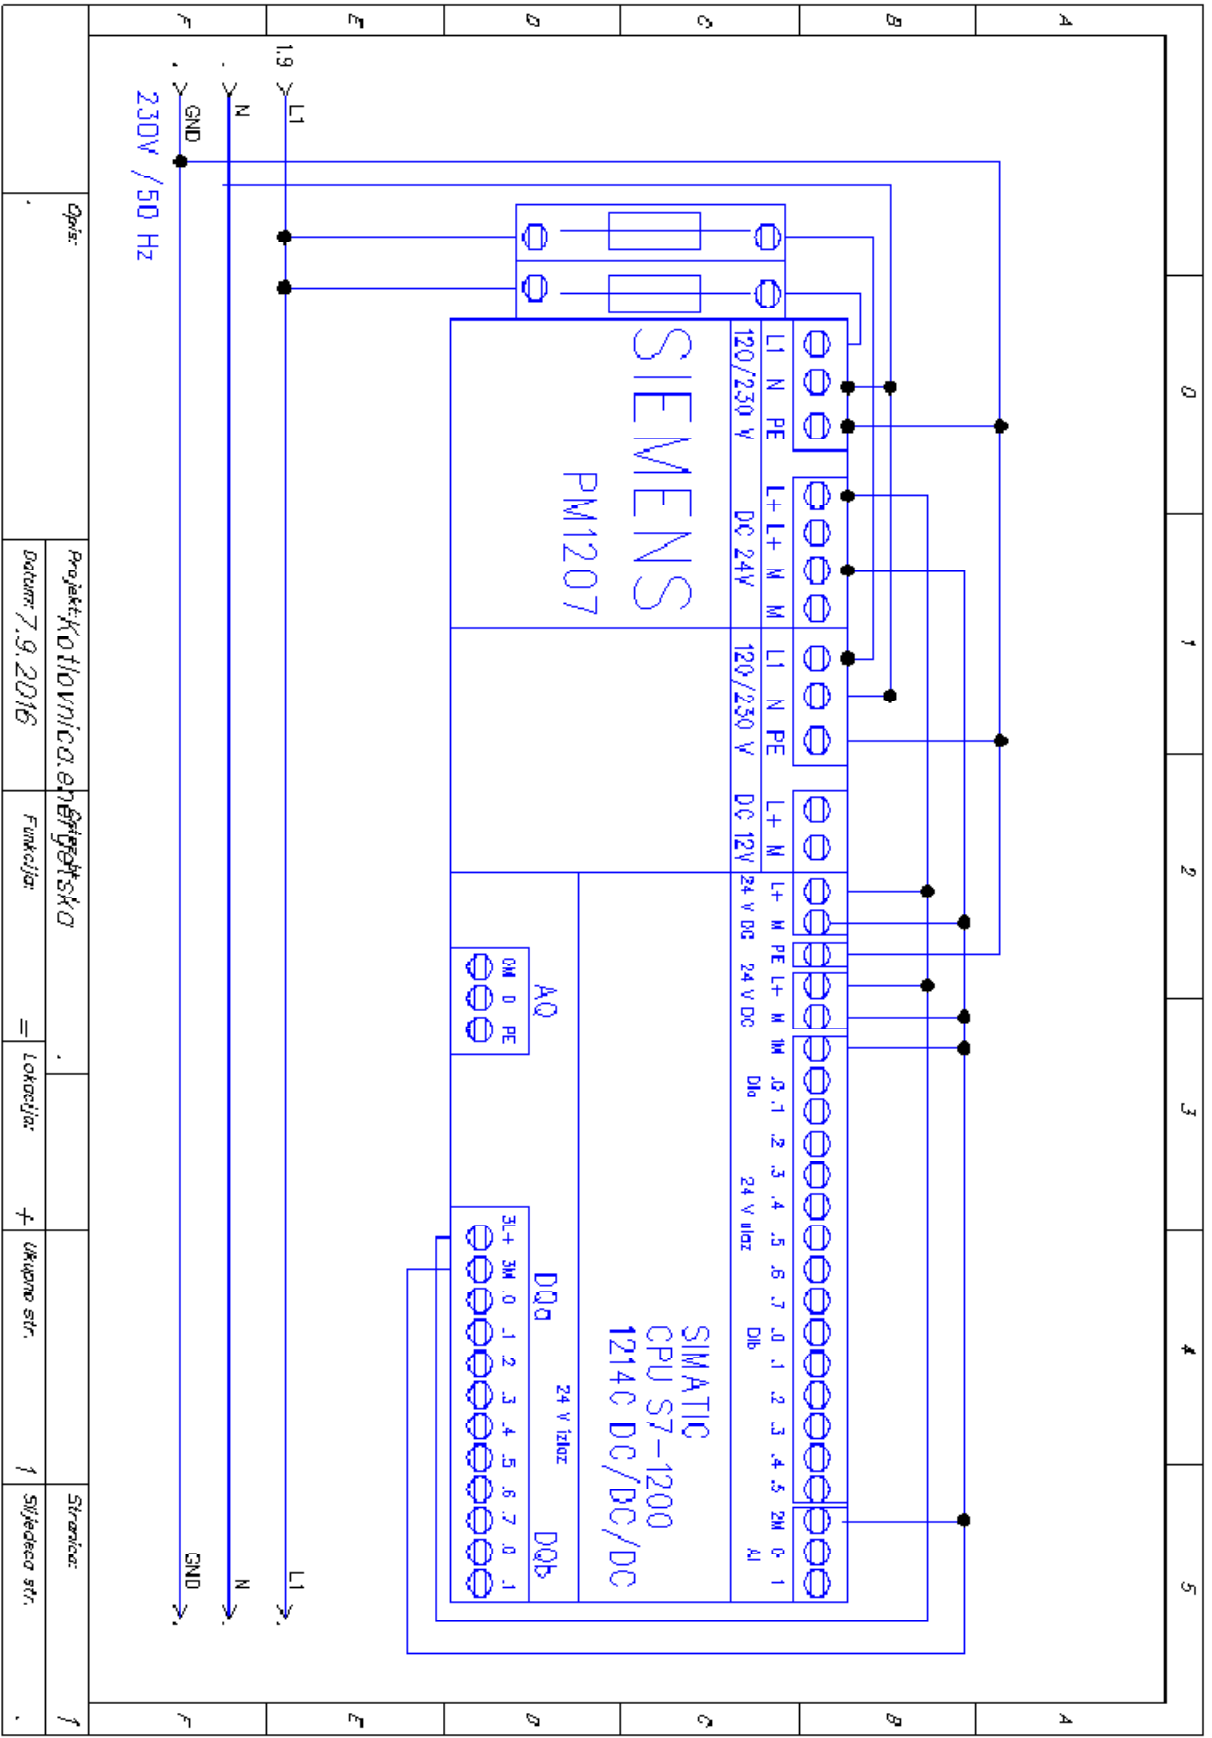 A
B
C
D
E
F
0
1
2
3
4
5
L1 N PE
120/230 V
L+ L+ M M
DC 24V
L1 N PE
120/230 V
L+ M
DC 12V
L+ M
24 V DC
PE
L+ M
24 V DC
1M .0 .1 .2 .3 .4 .5 .6 .7 .0 .1 .2 .3 .4 .5
DIa
24 V ulaz
DIb
2M 0 1
AI
SIEMENS
PM1207
SIMATIC
CPU S7-1200
1214C DC/DC/DC
AQ
0M 0 PE
DQa
24 V izlaz
DQb
3L+ 3M .0 .1 .2 .3 .4 .5 .6 .7 .0 .1
1.9
L1
L1
N
N
GND
GND
230V / 50 Hz
A
B
C
D
E
F
Opis:
.
Projekt: Kotlovnica.energetska
Datum: 7.9.2016
Funkcija:
=
Lokacija:
+
Ukupno str.
1
Stranica:
1
Slijedeca str.
.